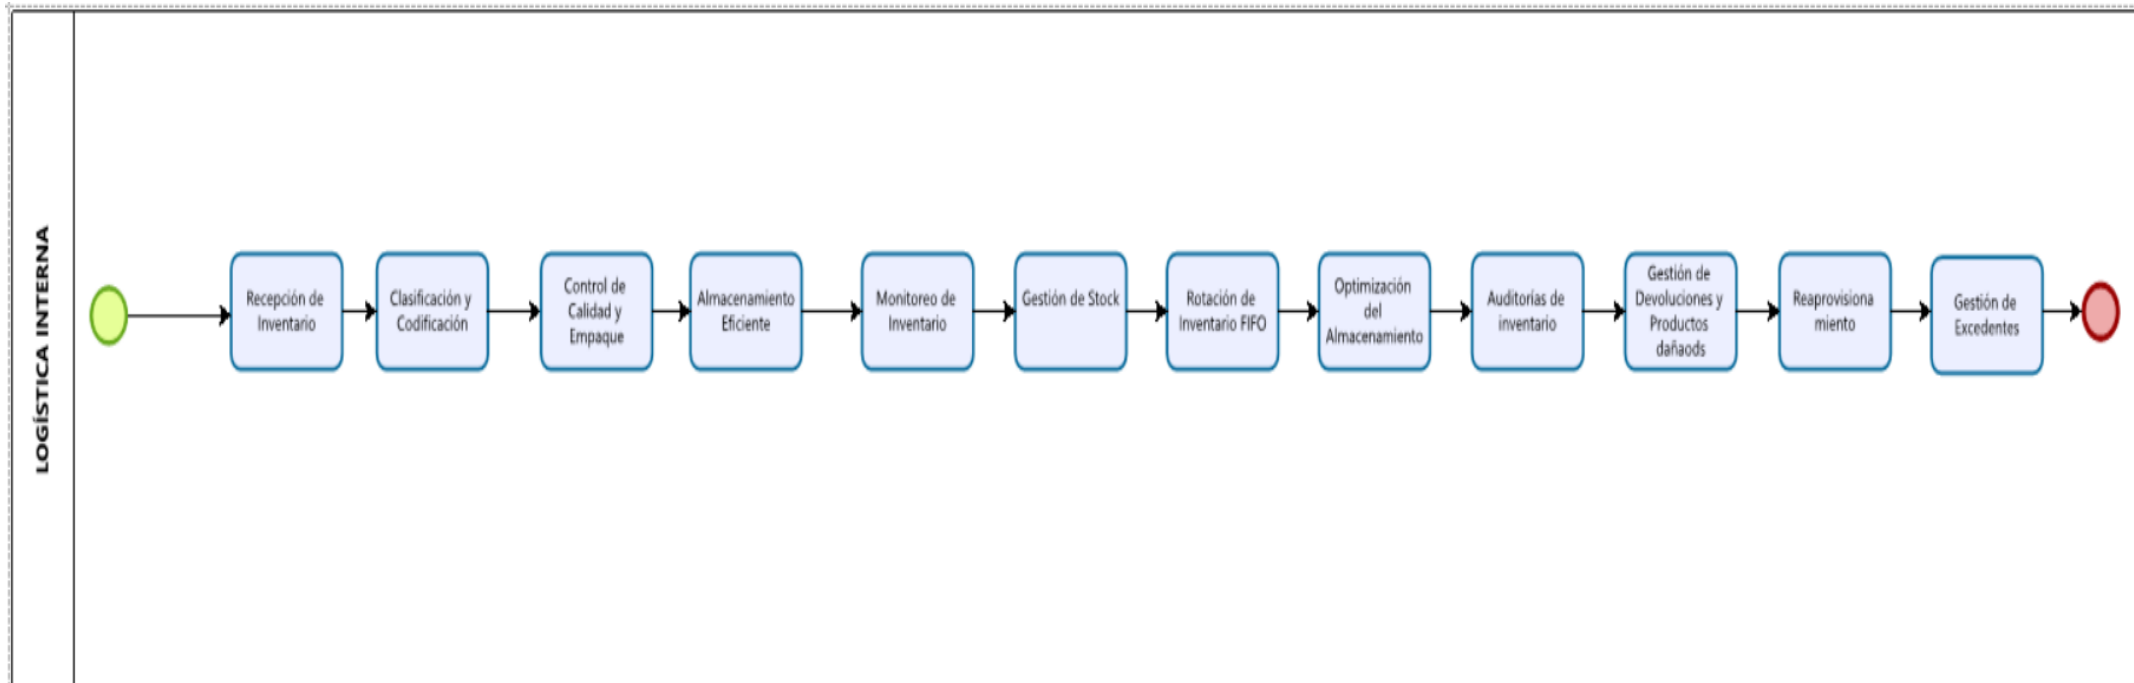 LOGÍSTICA INTERNA
Recepción de
Inventario
Clasificación y
Codificación
Control de
Calidad y
Empaque
Almacenamiento
Eficiente
Monitoreo de
Inventario
Gestión de Stock
Rotación de
Inventario FIFO
Optimización
del
Almacenamiento
Auditorías de
inventario
Gestión de
Devoluciones y
Productos
dañaods
Reaprovisiona
miento
Gestión de
Excedentes